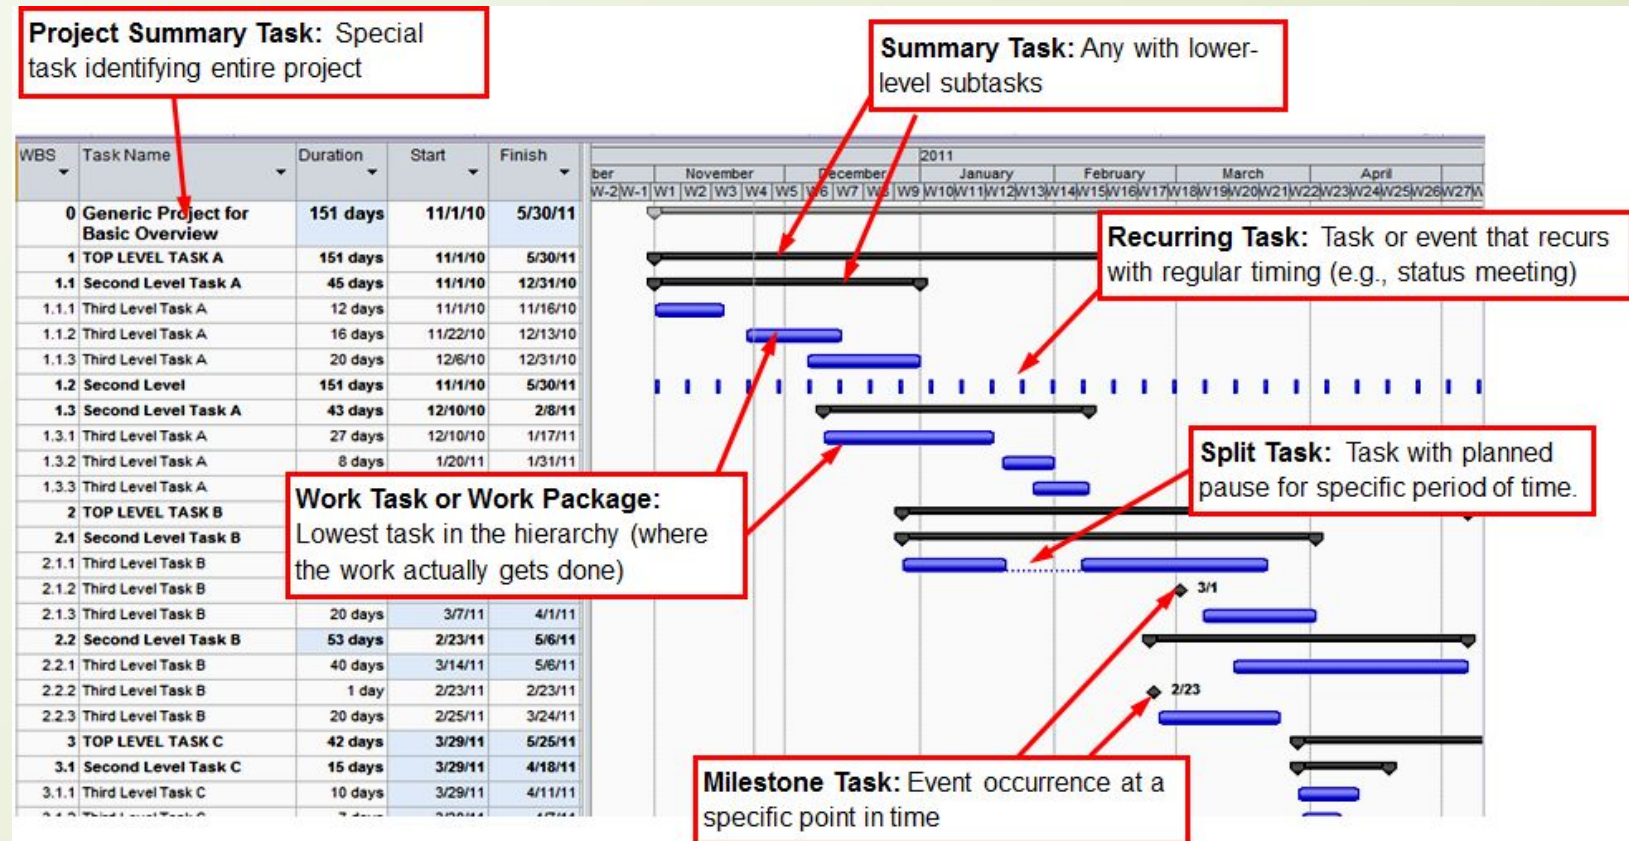 Project Summary Task: Special
task identifying entire project
Summary Task: Any with lower-
level subtasks
WBS Task Name Duration Start Finish
2011
ber November December January February March April
W-2 W-1 W1 W2 W3 W4 W5 W6 W7 W8 W9 W10 W11 W12 W13 W14 W15 W16 W17 W18 W19 W20 W21 W22 W23 W24 W25 W26 W27
0 Generic Project for 151 days 11/1/10 5/30/11
Basic Overview
Recurring Task: Task or event that recurs
with regular timing (e.g., status meeting)
1 TOP LEVEL TASK A 151 days 11/1/10 5/30/11
1.1 Second Level Task A 45 days 11/1/10 12/31/10
1.1.1 Third Level Task A 12 days 11/1/10 11/16/10
1.1.2 Third Level Task A 16 days 11/22/10 12/13/10
1.1.3 Third Level Task A 20 days 12/6/10 12/31/10
1.2 Second Level 151 days 11/1/10 5/30/11
1.3 Second Level Task A 43 days 12/10/10 2/8/11
1.3.1 Third Level Task A 27 days 12/10/10 1/17/11
1.3.2 Third Level Task A 8 days 1/20/11 1/31/11
1.3.3 Third Level Task A
Split Task: Task with planned
pause for specific period of time.
Work Task or Work Package:
Lowest task in the hierarchy (where
the work actually gets done)
2 TOP LEVEL TASK B
2.1 Second Level Task B
2.1.1 Third Level Task B
2.1.2 Third Level Task B
3/1
2.1.3 Third Level Task B 20 days 3/7/11 4/1/11
2.2 Second Level Task B 53 days 2/23/11 5/6/11
2.2.1 Third Level Task B 40 days 3/14/11 5/6/11
2.2.2 Third Level Task B 1 day 2/23/11 2/23/11
2/23
2.2.3 Third Level Task B 20 days 2/25/11 3/24/11
3 TOP LEVEL TASK C 42 days 3/29/11 5/25/11
3.1 Second Level Task C 15 days 3/29/11 4/18/11
3.1.1 Third Level Task C 10 days 3/29/11 4/11/11
Milestone Task: Event occurrence at a
specific point in time